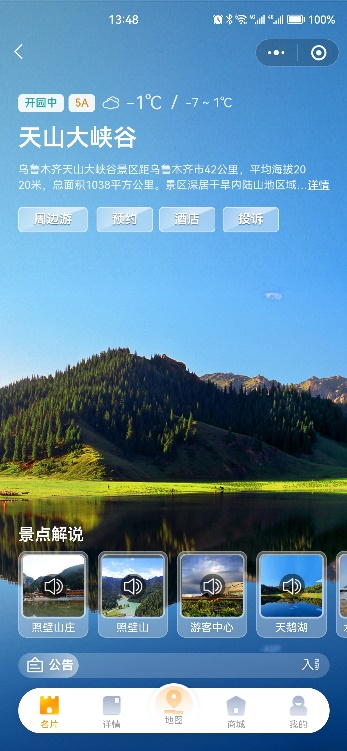 13:48
100%
开园中 5A -1℃ / -7 ~ 1℃
天山大峡谷
乌鲁木齐天山大峡谷景区距乌鲁木齐市42公里，平均海拔20
20米，总面积1038平方公里。景区深居干旱内陆山地区域...详情
周边游 预约 酒店 投诉
景点解说
照壁山庄 照壁山 游客中心 天鹅湖
公告 入
名片 详情 地图 商城 我的